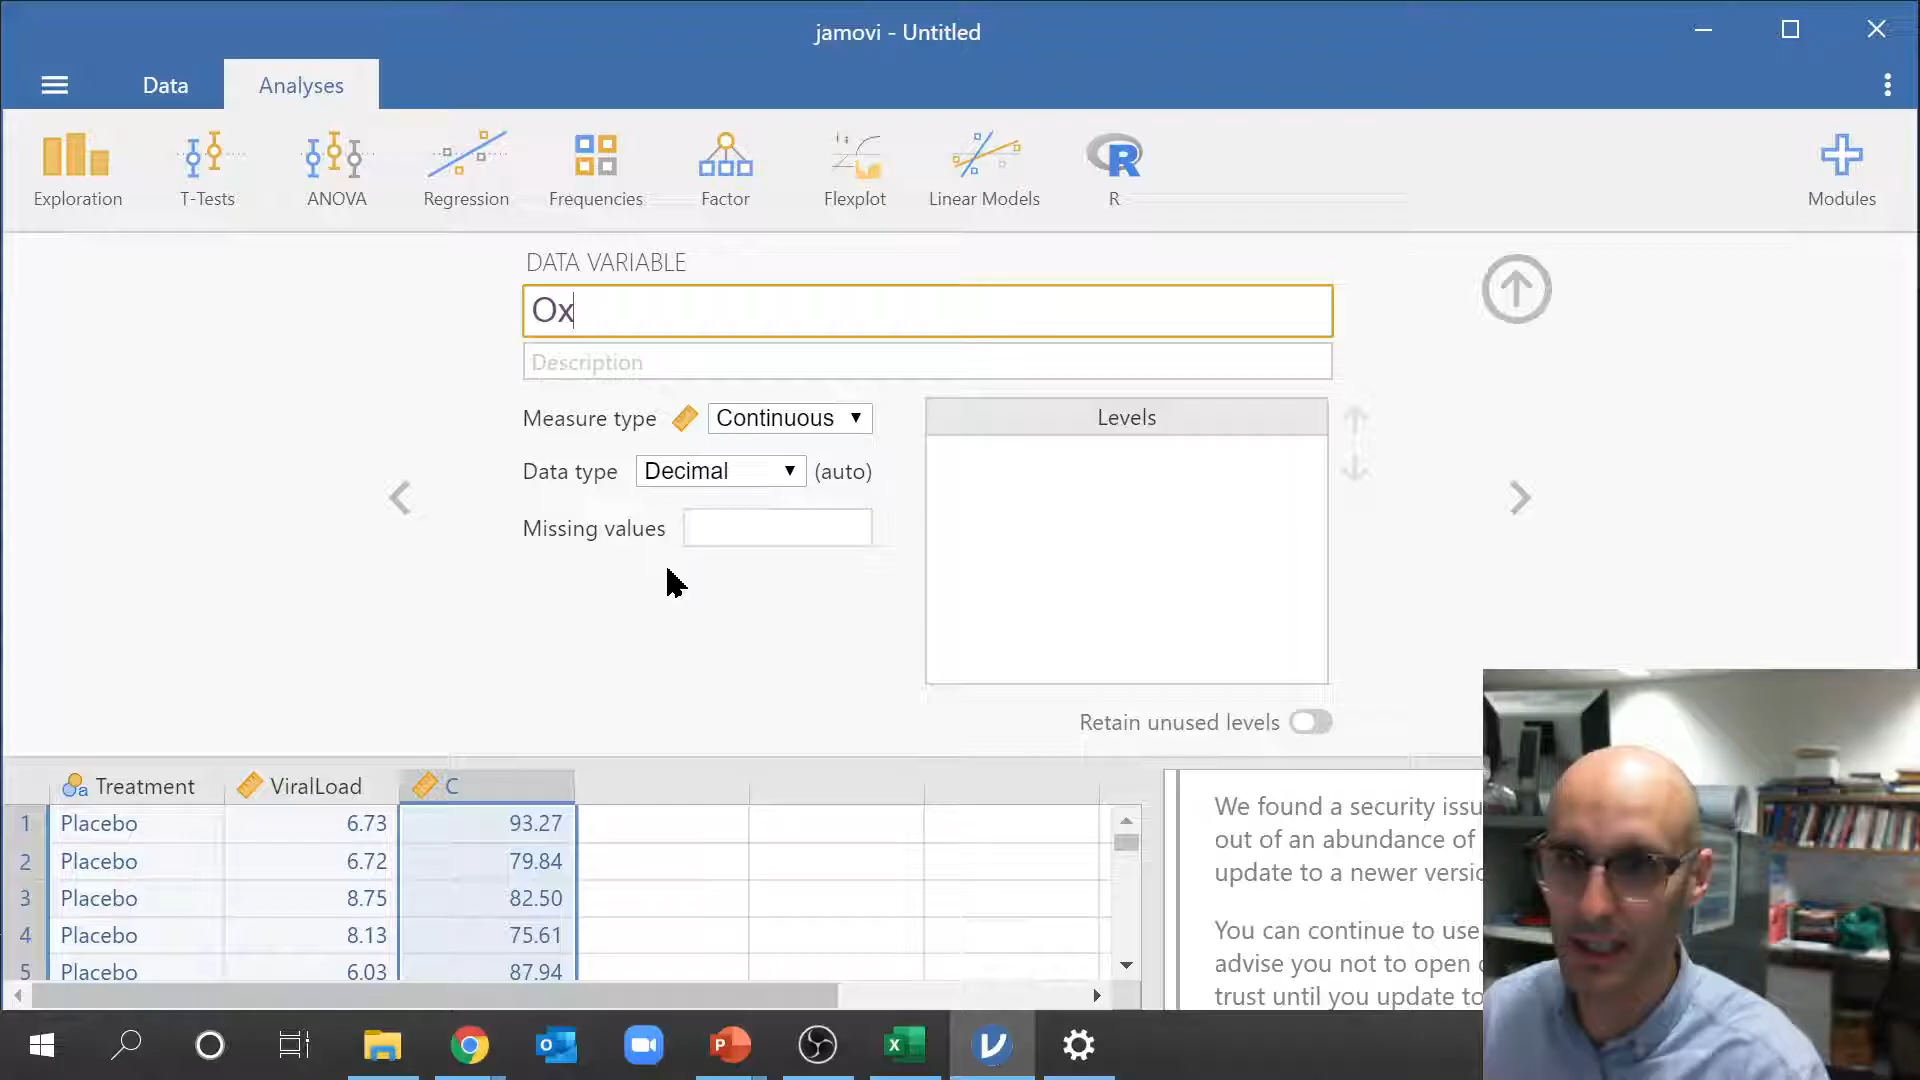 jamovi - Untitled
Data
Analyses
Exploration
T-Tests
ANOVA
Regression
Frequencies
Factor
Flexplot
Linear Models
R
Modules
DATA VARIABLE
Ox
Description
Measure type
Continuous
Levels
Data type
Decimal
(auto)
Missing values
Retain unused levels
Treatment
ViralLoad
C
1 Placebo 6.73 93.27
2 Placebo 6.72 79.84
3 Placebo 8.75 82.50
4 Placebo 8.13 75.61
5 Placebo 6.03 87.94
We found a security issu
out of an abundance of
update to a newer versio
You can continue to use
advise you not to open
trust until you update to